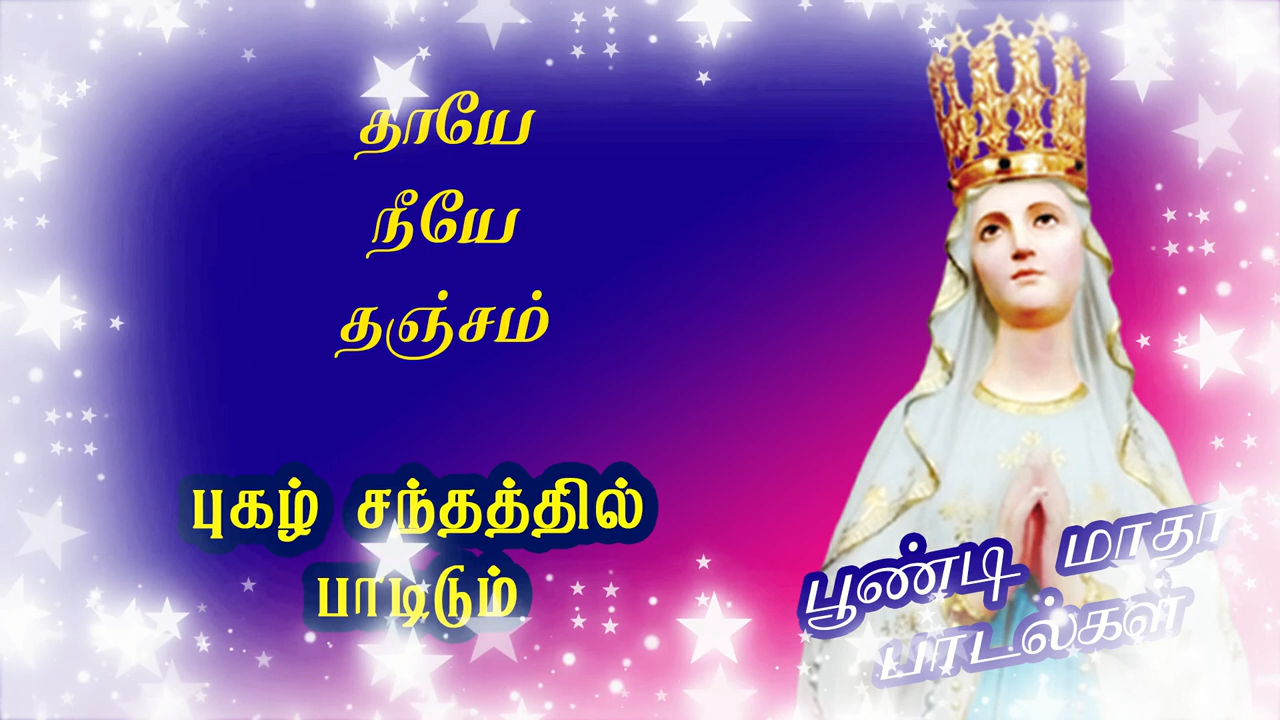 தாயே
நீயே
தஞ்சம்
புகழ் சந்தத்தில்
பாடிடும்
பூண்டி மாதா
பாடல்கள்